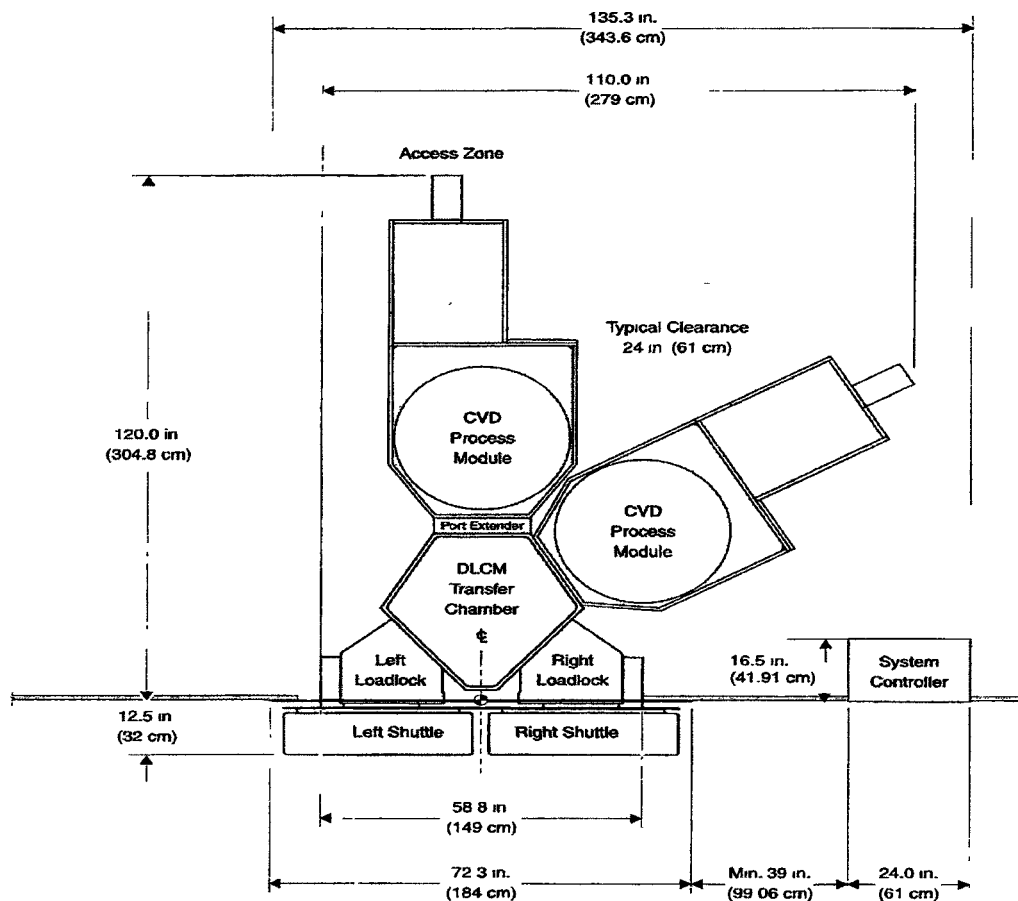 135.3 in.
(343.6 cm)
110.0 in
(279 cm)
Access Zone
Typical Clearance
24 in (61 cm)
120.0 in
(304.8 cm)
CVD
Process
Module
CVD
Process
Module
Port Extender
DLCM
Transfer
Chamber
℄
Left
Loadlock
Right
Loadlock
16.5 in.
(41.91 cm)
System
Controller
12.5 in
(32 cm)
Left Shuttle
Right Shuttle
58 8 in
(149 cm)
72 3 in.
(184 cm)
Min. 39 in.
(99 06 cm)
24.0 in.
(61 cm)